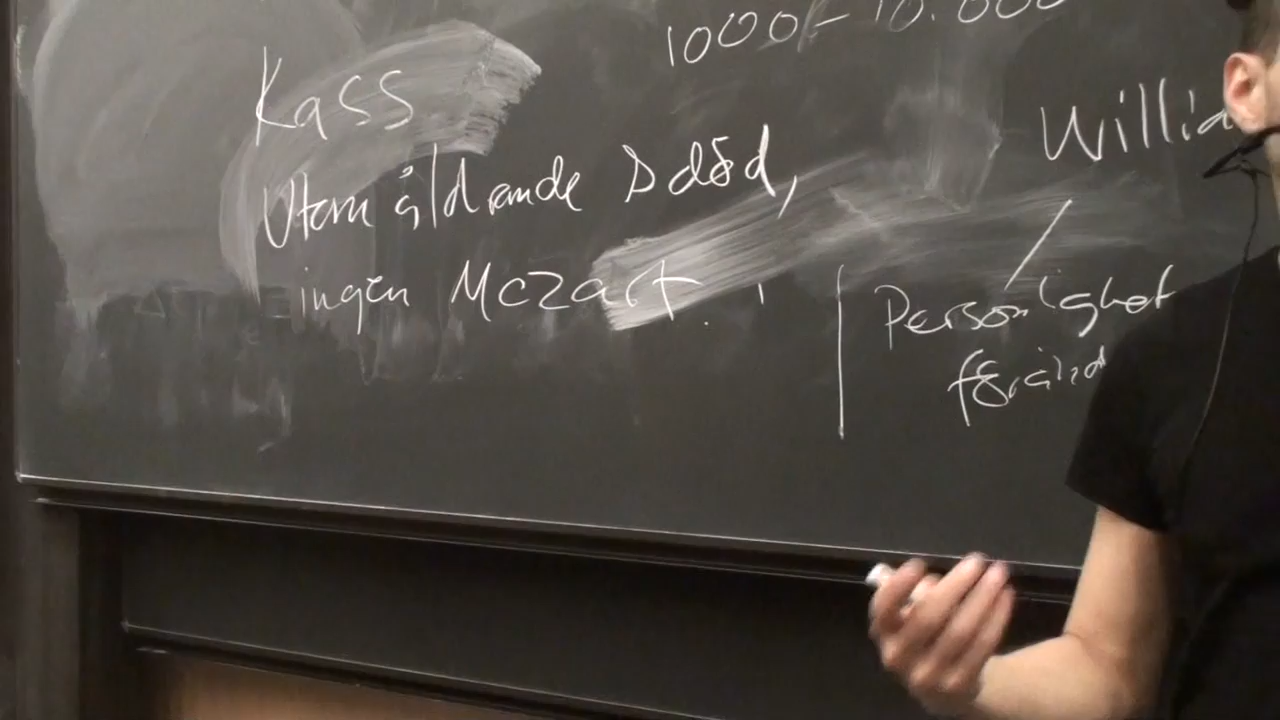 1000 - 10.000
Kass
Willia
Utan åldrande & död,
ingen Mozart.
Personlighet
föränd